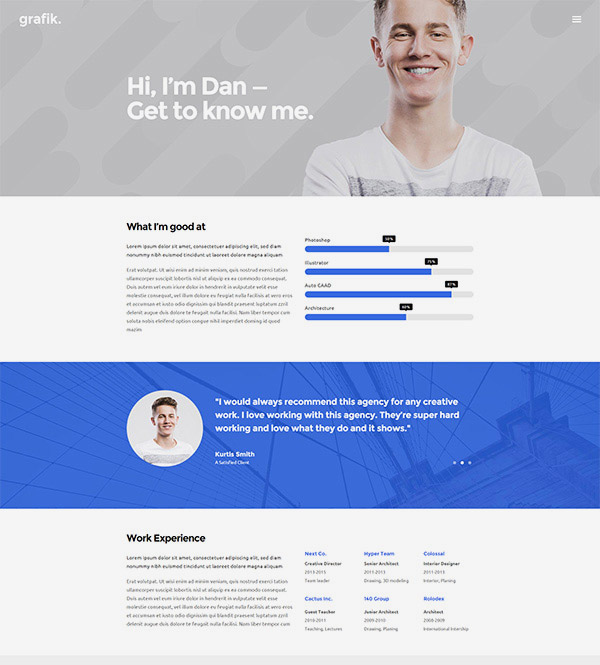 grafik.
Hi, I'm Dan –
Get to know me.
What I'm good at
Lorem ipsum dolor sit amet, consectetuer adipiscing elit, sed diam
nonummy nibh euismod tincidunt ut laoreet dolore magna aliquam
Erat volutpat. Ut wisi enim ad minim veniam, quis nostrud exerci tation
ullamcorper suscipit lobortis nisl ut aliquip ex ea commodo consequat.
Duis autem vel eum iriure dolor in hendrerit in vulputate velit esse
molestie consequat, vel illum dolore eu feugiat nulla facilisis at vero eros
et accumsan et iusto odio dignissim qui blandit praesent luptatum zzril
delenit augue duis dolore te feugait nulla facilisi. Nam liber tempor cum
soluta nobis eleifend option congue nihil imperdiet doming id quod
mazim
Photoshop
50%
Illustrator
75%
Auto CAAD
87%
Architecture
60%
"I would always recommend this agency for any creative
work. I love working with this agency. They're super hard
working and love what they do and it shows."
Kurtis Smith
A Satisfied Client
Work Experience
Lorem ipsum dolor sit amet, consectetuer adipiscing elit, sed diam
nonummy nibh euismod tincidunt ut laoreet dolore magna aliquam
Erat volutpat. Ut wisi enim ad minim veniam, quis nostrud exerci tation
ullamcorper suscipit lobortis nisl ut aliquip ex ea commodo consequat.
Duis autem vel eum iriure dolor in hendrerit in vulputate velit esse
molestie consequat, vel illum dolore eu feugiat nulla facilisis at vero eros
et accumsan et iusto odio dignissim qui blandit praesent luptatum zzril
delenit augue duis dolore te feugait nulla facilisi. Nam liber tempor cum
Next Co.
Creative Director
2013-2015
Team leader
Hyper Team
Senior Architect
2011-2013
Drawing, 3D modeling
Colossal
Interior Designer
2011-2013
Interior, Planing
Cactus Inc.
Guest Teacher
2010-2011
Teaching, Lectures
140 Group
Junior Architect
2009-2010
Drawing, Planing
Rolodex
Architect
2008-2009
International Intership